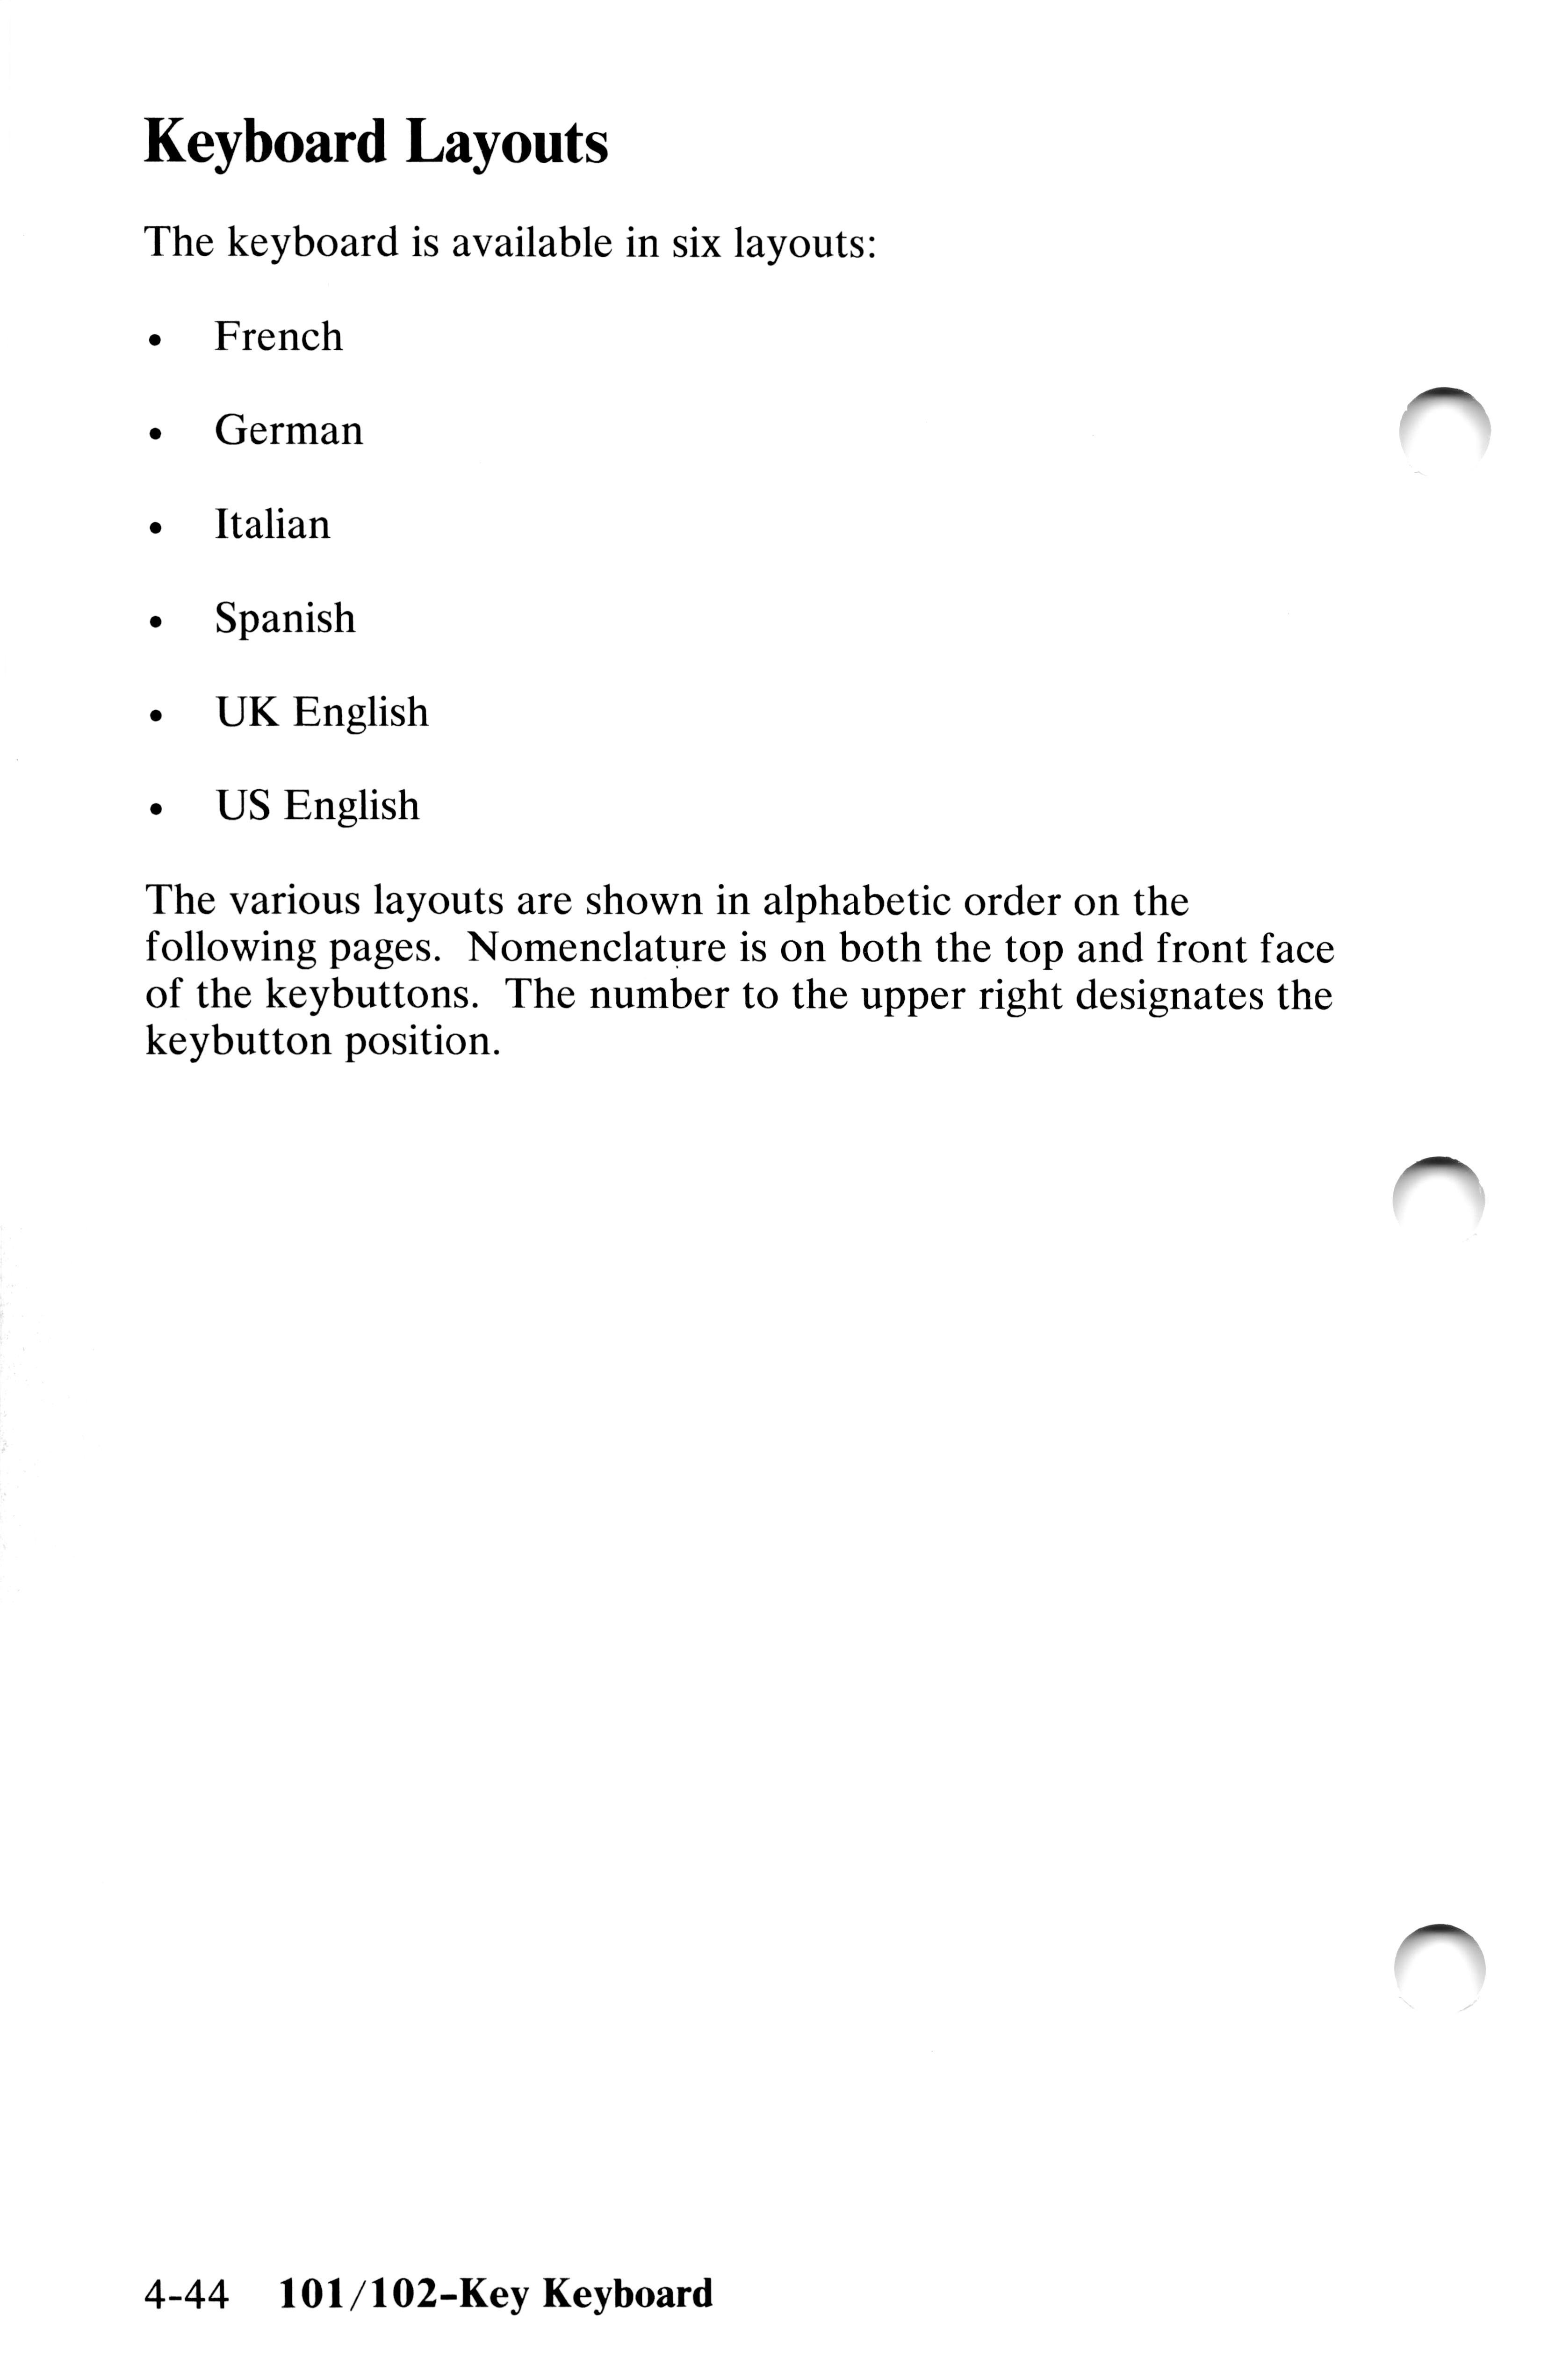 Keyboard Layouts
The keyboard is available in six layouts:
• French
• German
• Italian
• Spanish
• UK English
• US English
The various layouts are shown in alphabetic order on the
following pages. Nomenclature is on both the top and front face
of the keybuttons. The number to the upper right designates the
keybutton position.
4-44 101/102-Key Keyboard